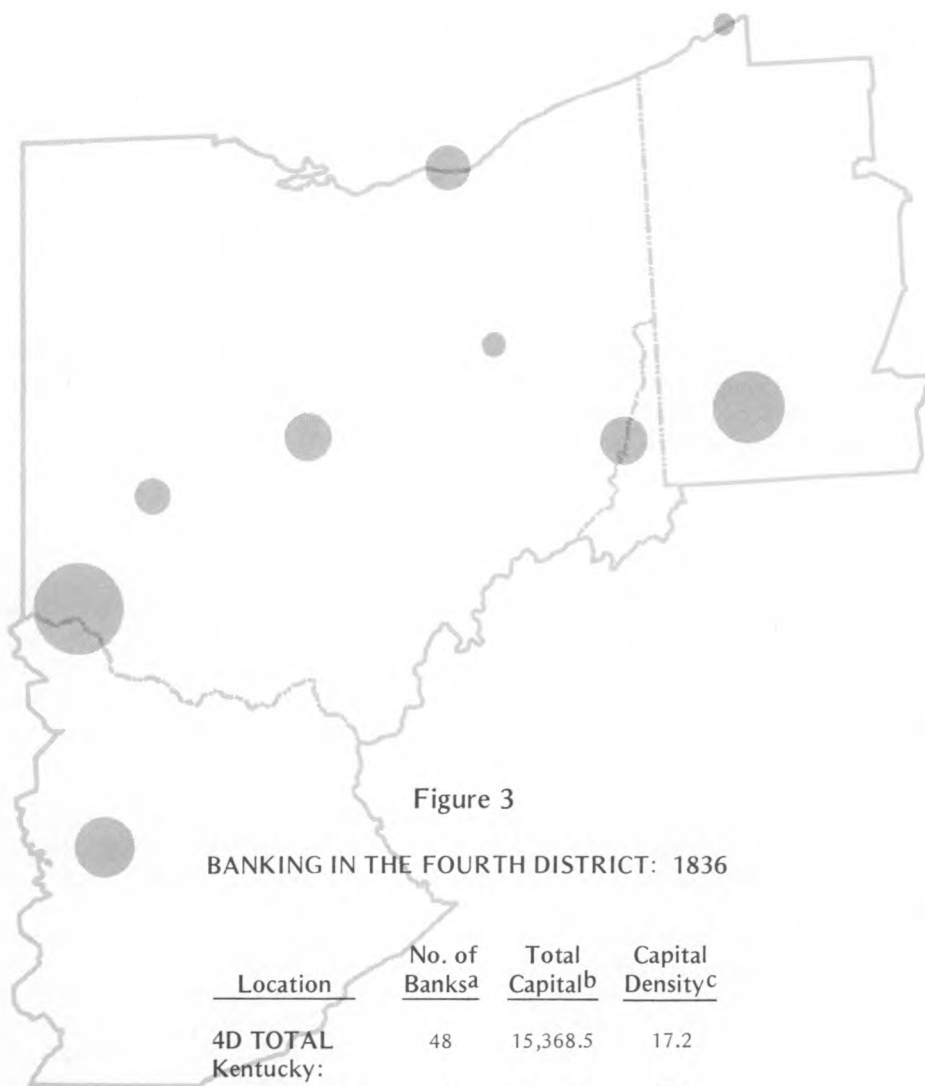 Figure 3
BANKING IN THE FOURTH DISTRICT: 1836
Location No. of Banksa Total Capitalb Capital Densityc
4D TOTAL 48 15,368.5 17.2
Kentucky: